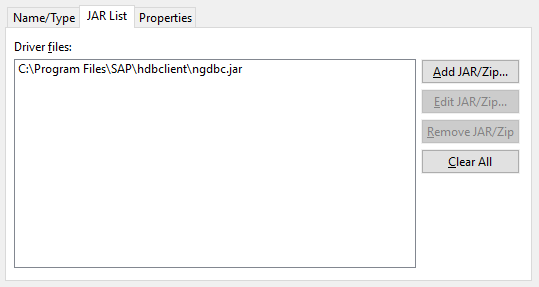 Name/Type JAR List Properties
Driver files:
C:\Program Files\SAP\hdbclient\ngdbc.jar
Add JAR/Zip...
Edit JAR/Zip...
Remove JAR/Zip
Clear All